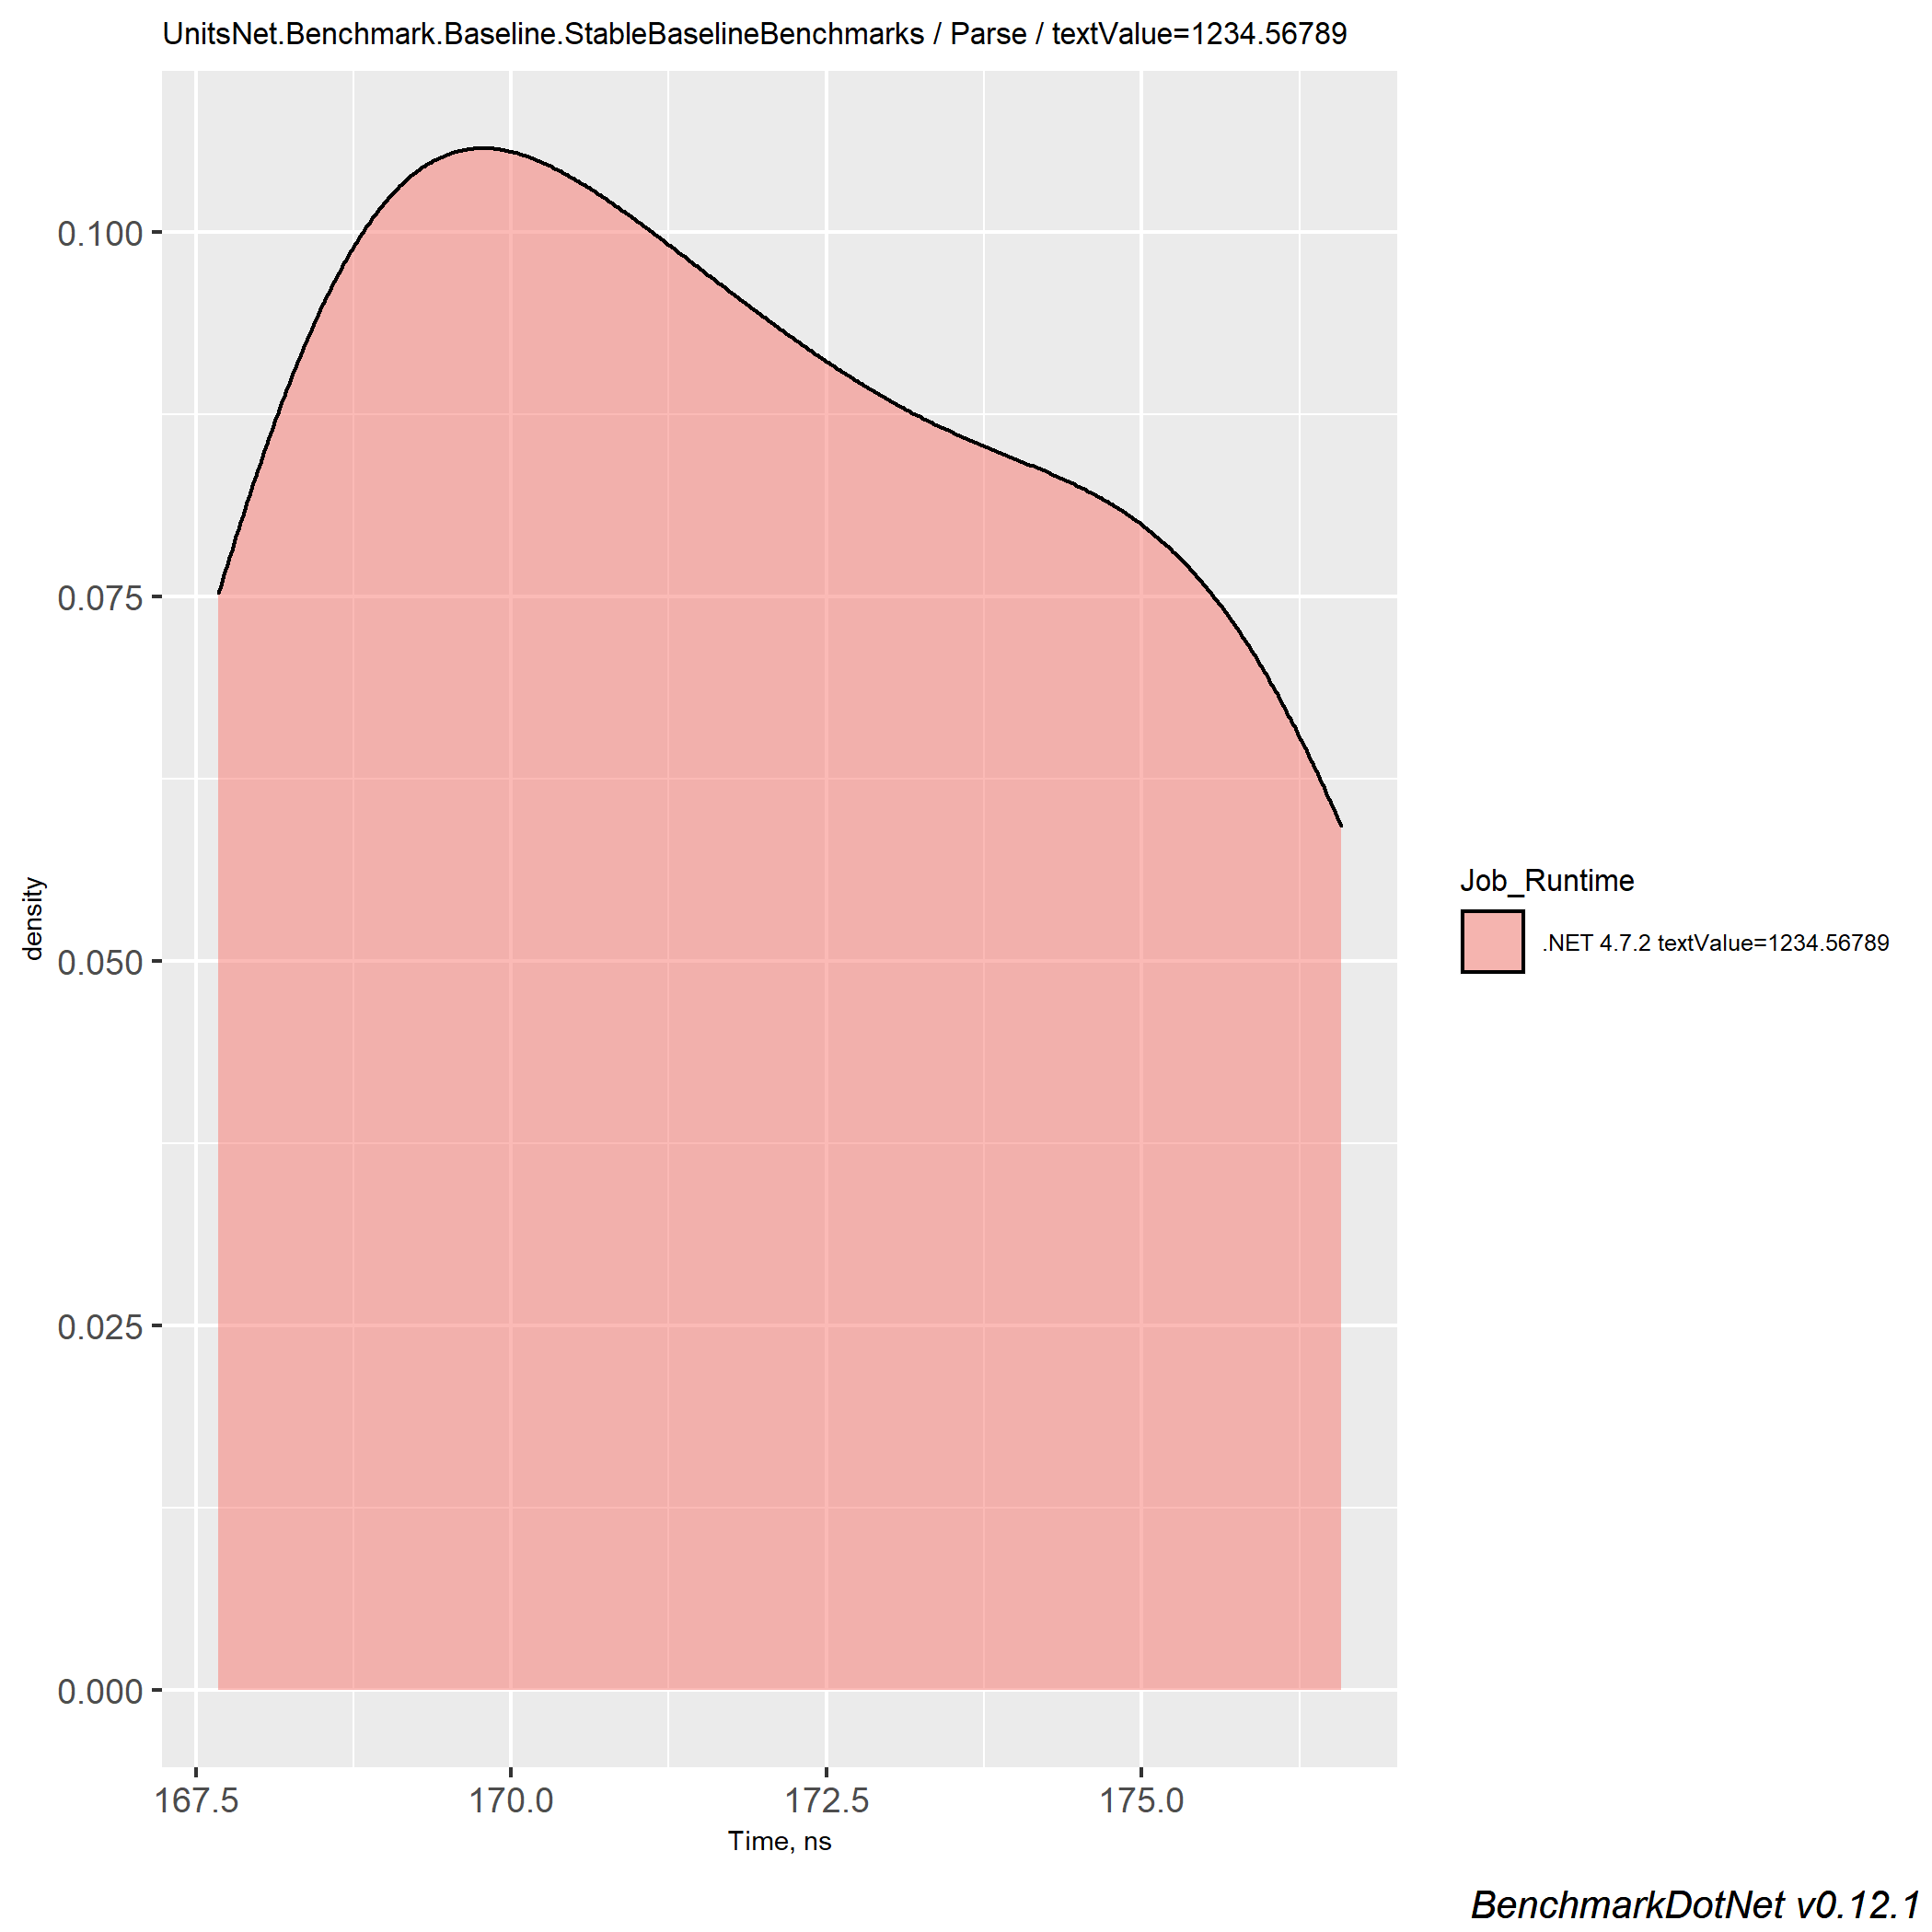 UnitsNet.Benchmark.Baseline.StableBaselineBenchmarks / Parse / textValue=1234.56789
0.100
0.075
0.050
0.025
0.000
density
167.5 170.0 172.5 175.0
Time, ns
Job_Runtime
.NET 4.7.2 textValue=1234.56789
BenchmarkDotNet v0.12.1